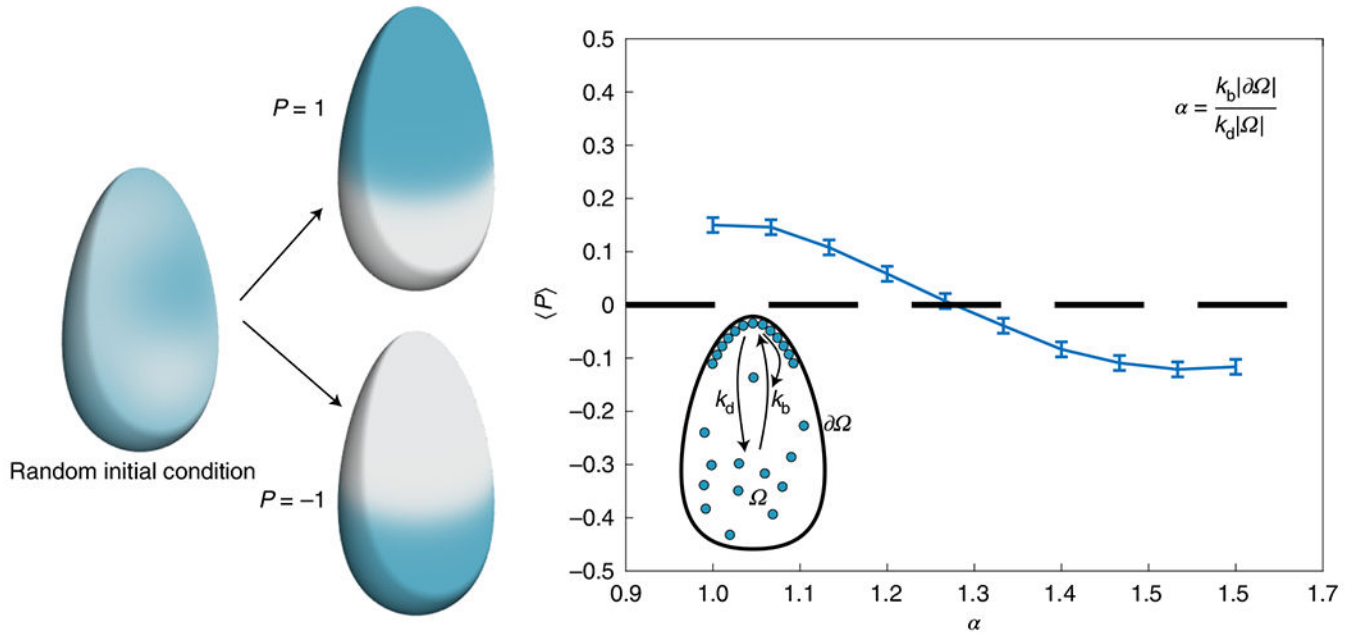 P = 1
Random initial condition
P = –1
0.5
0.4
0.3
0.2
0.1
0
–0.1
–0.2
–0.3
–0.4
–0.5
⟨P⟩
α = k_b|∂Ω| / k_d|Ω|
k_d
k_b
∂Ω
Ω
0.9 1.0 1.1 1.2 1.3 1.4 1.5 1.6 1.7
α